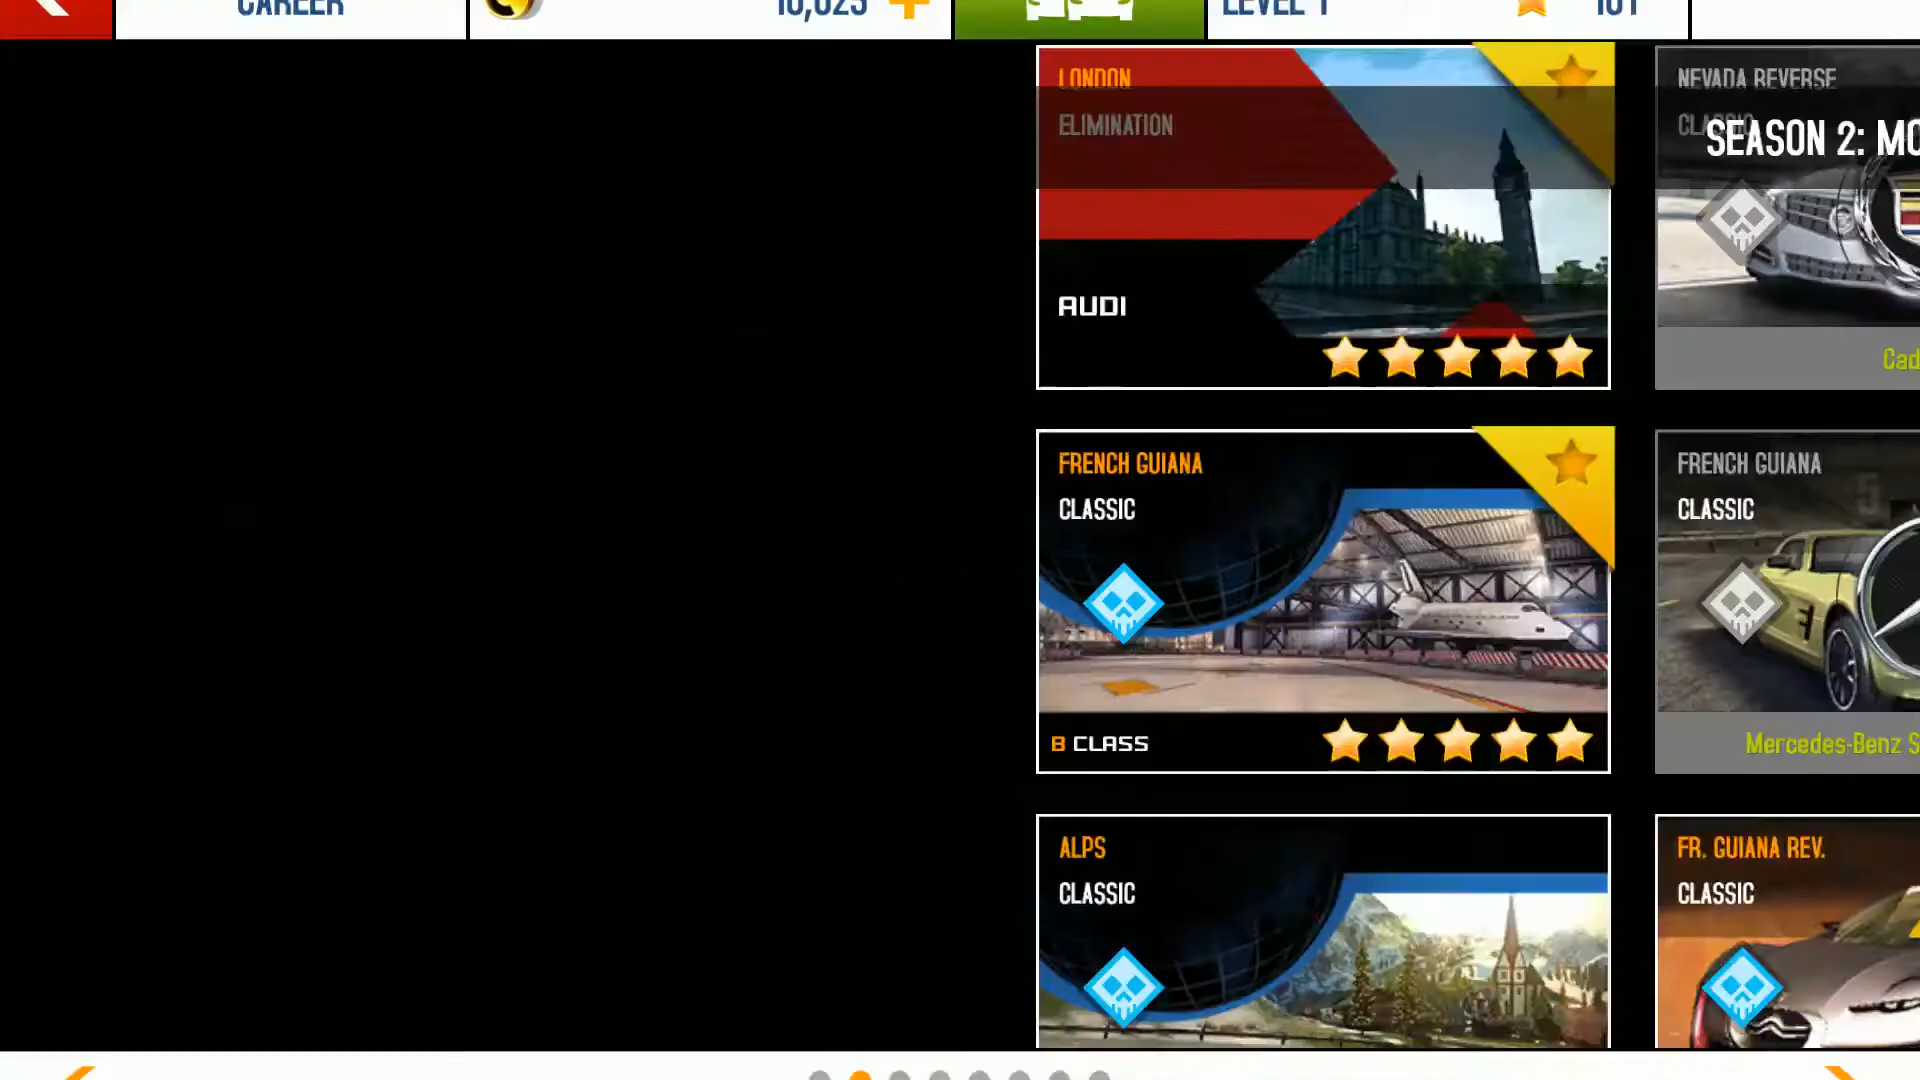 CAREER
LEVEL 1
LONDON
ELIMINATION
AUDI
NEVADA REVERSE
CLASSIC
SEASON 2:
FRENCH GUIANA
CLASSIC
B CLASS
FRENCH GUIANA
CLASSIC
Mercedes-Benz S
ALPS
CLASSIC
FR. GUIANA REV.
CLASSIC